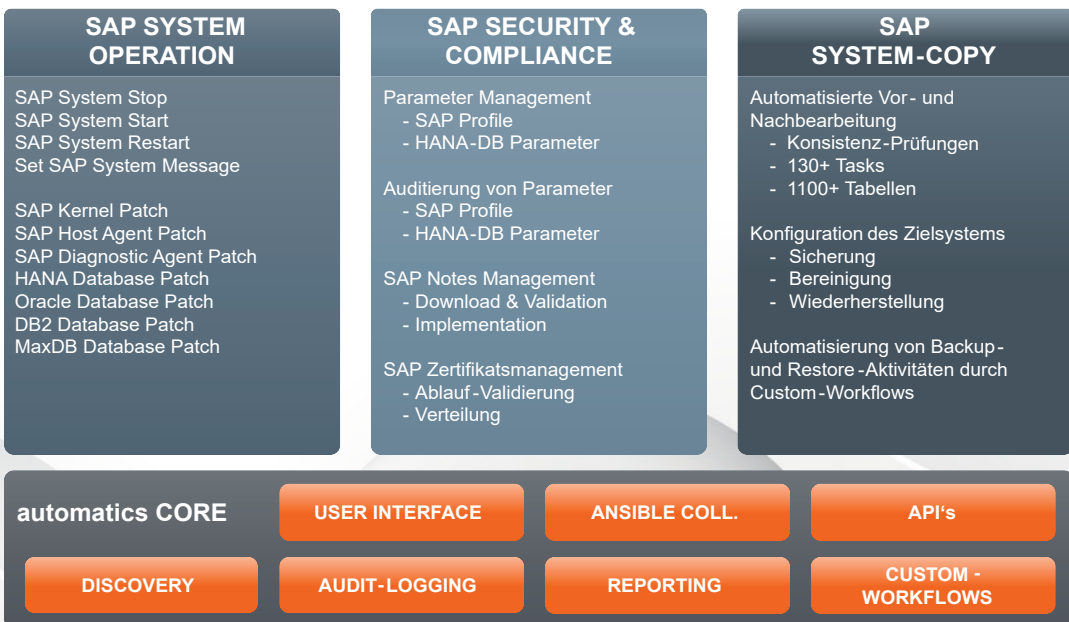 SAP SYSTEM
OPERATION
SAP System Stop
SAP System Start
SAP System Restart
Set SAP System Message
SAP Kernel Patch
SAP Host Agent Patch
SAP Diagnostic Agent Patch
HANA Database Patch
Oracle Database Patch
DB2 Database Patch
MaxDB Database Patch
SAP SECURITY &
COMPLIANCE
Parameter Management
- SAP Profile
- HANA-DB Parameter
Auditierung von Parameter
- SAP Profile
- HANA-DB Parameter
SAP Notes Management
- Download & Validation
- Implementation
SAP Zertifikatsmanagement
- Ablauf-Validierung
- Verteilung
SAP
SYSTEM-COPY
Automatisierte Vor- und
Nachbearbeitung
- Konsistenz-Prüfungen
- 130+ Tasks
- 1100+ Tabellen
Konfiguration des Zielsystems
- Sicherung
- Bereinigung
- Wiederherstellung
Automatisierung von Backup-
und Restore-Aktivitäten durch
Custom-Workflows
automatics CORE
USER INTERFACE
ANSIBLE COLL.
API‘s
DISCOVERY
AUDIT-LOGGING
REPORTING
CUSTOM -
WORKFLOWS